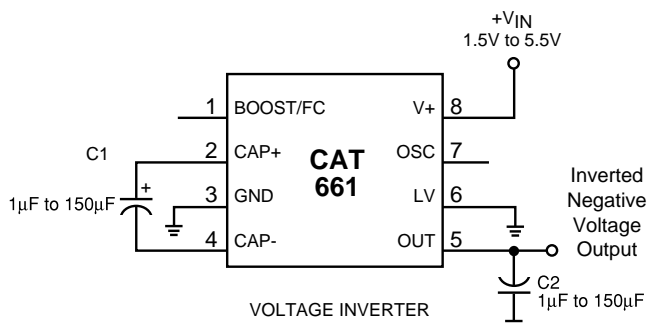 +VIN
1.5V to 5.5V
1 BOOST/FC V+ 8
C1
2 CAP+ CAT OSC 7
1µF to 150µF +
3 GND 661 LV 6
4 CAP- OUT 5
Inverted
Negative
Voltage
Output
C2
1µF to 150µF
VOLTAGE INVERTER